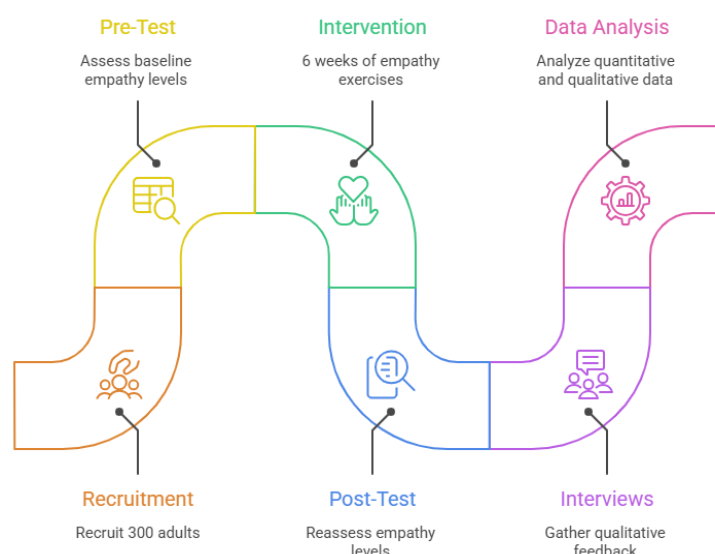 Pre-Test
Assess baseline
empathy levels
Intervention
6 weeks of empathy
exercises
Data Analysis
Analyze quantitative
and qualitative data
Recruitment
Recruit 300 adults
Post-Test
Reassess empathy
levels
Interviews
Gather qualitative
feedback